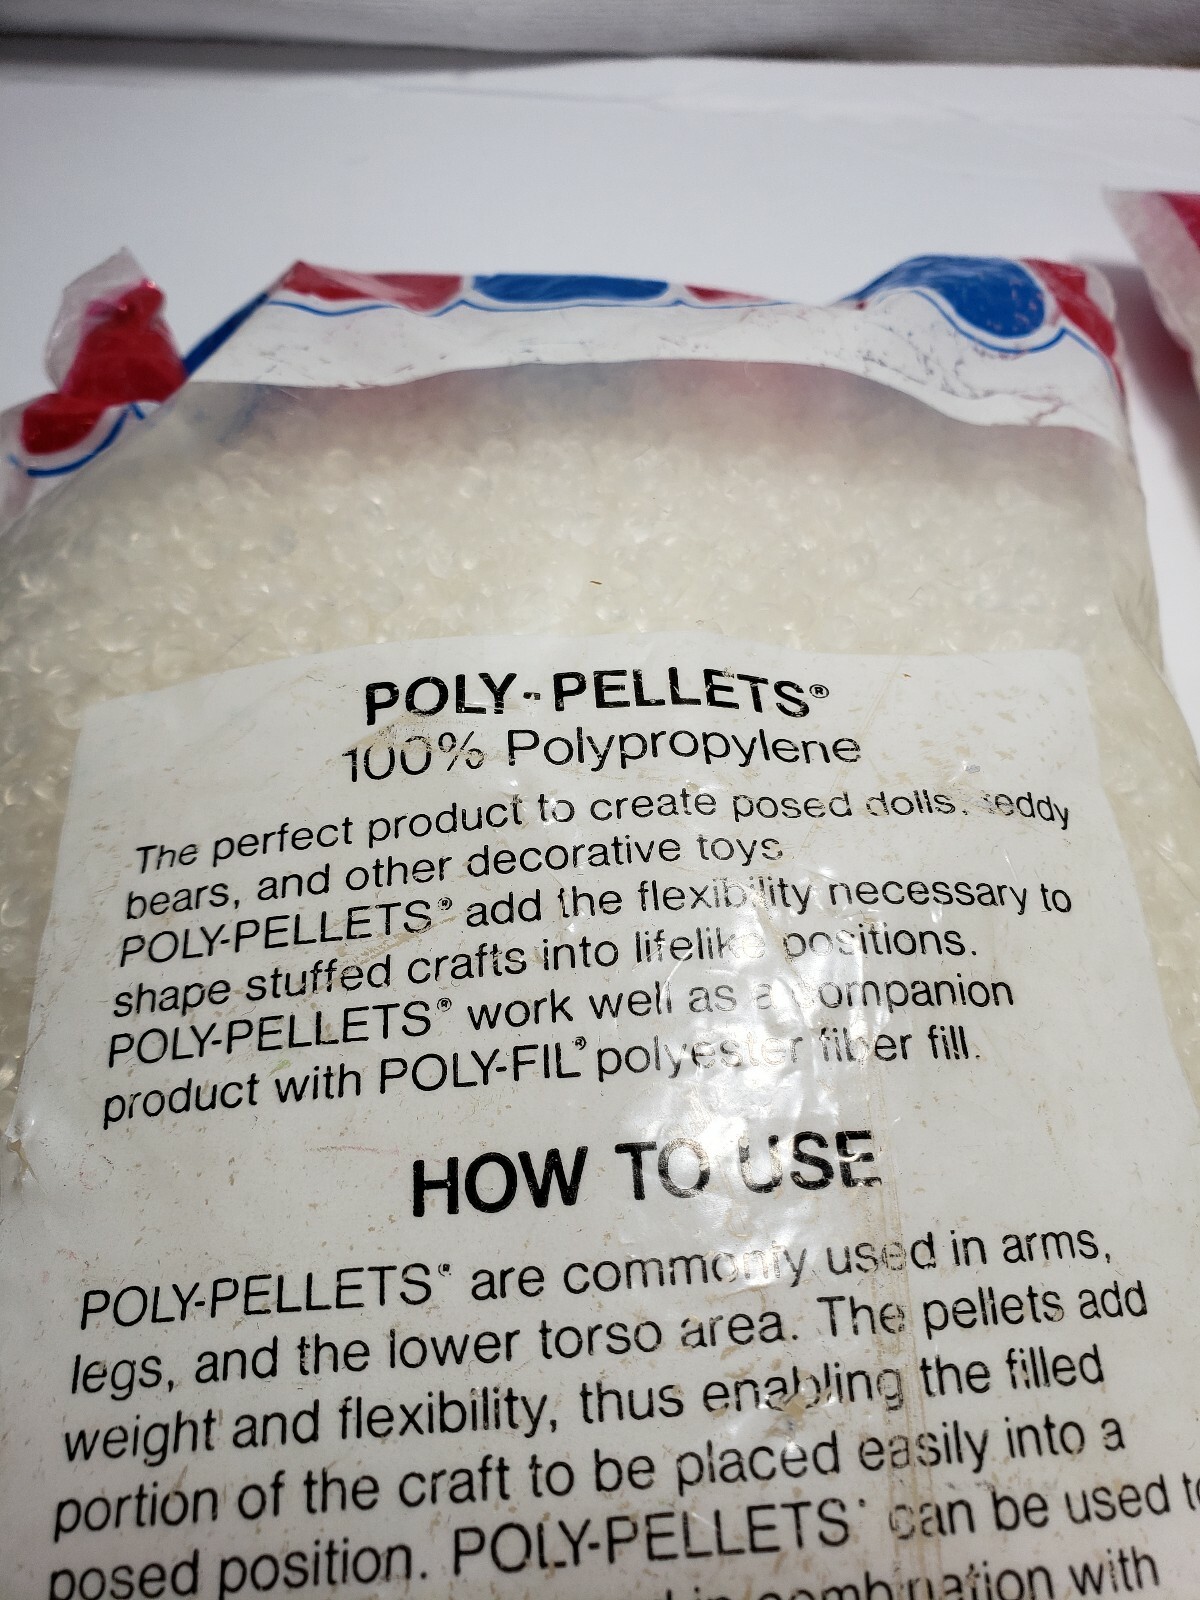 POLY-PELLETS®
100% Polypropylene
The perfect product to create posed dolls, teddy
bears, and other decorative toys
POLY-PELLETS® add the flexibility necessary to
shape stuffed crafts into lifelike positions.
POLY-PELLETS® work well as a companion
product with POLY-FIL® polyester fiber fill.
HOW TO USE
POLY-PELLETS® are commonly used in arms,
legs, and the lower torso area. The pellets add
weight and flexibility, thus enabling the filled
portion of the craft to be placed easily into a
posed position. POLY-PELLETS® can be used to
in combination with